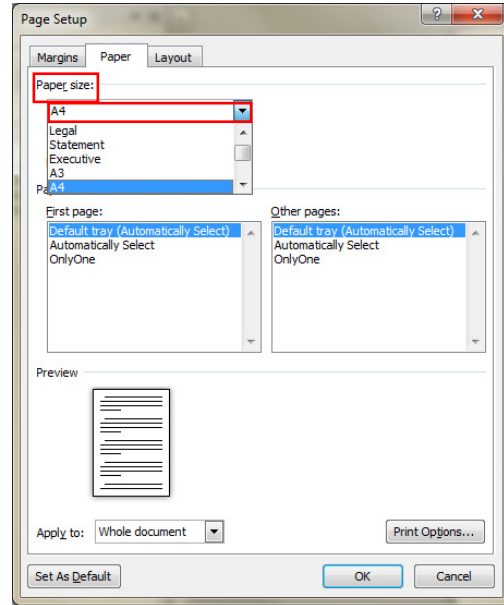 Page Setup
Margins Paper Layout
Paper size:
A4
Legal
Statement
Executive
A3
A4
Pa
First page: Other pages:
Default tray (Automatically Select) Default tray (Automatically Select)
Automatically Select Automatically Select
OnlyOne OnlyOne
Preview
Apply to: Whole document Print Options...
Set As Default OK Cancel